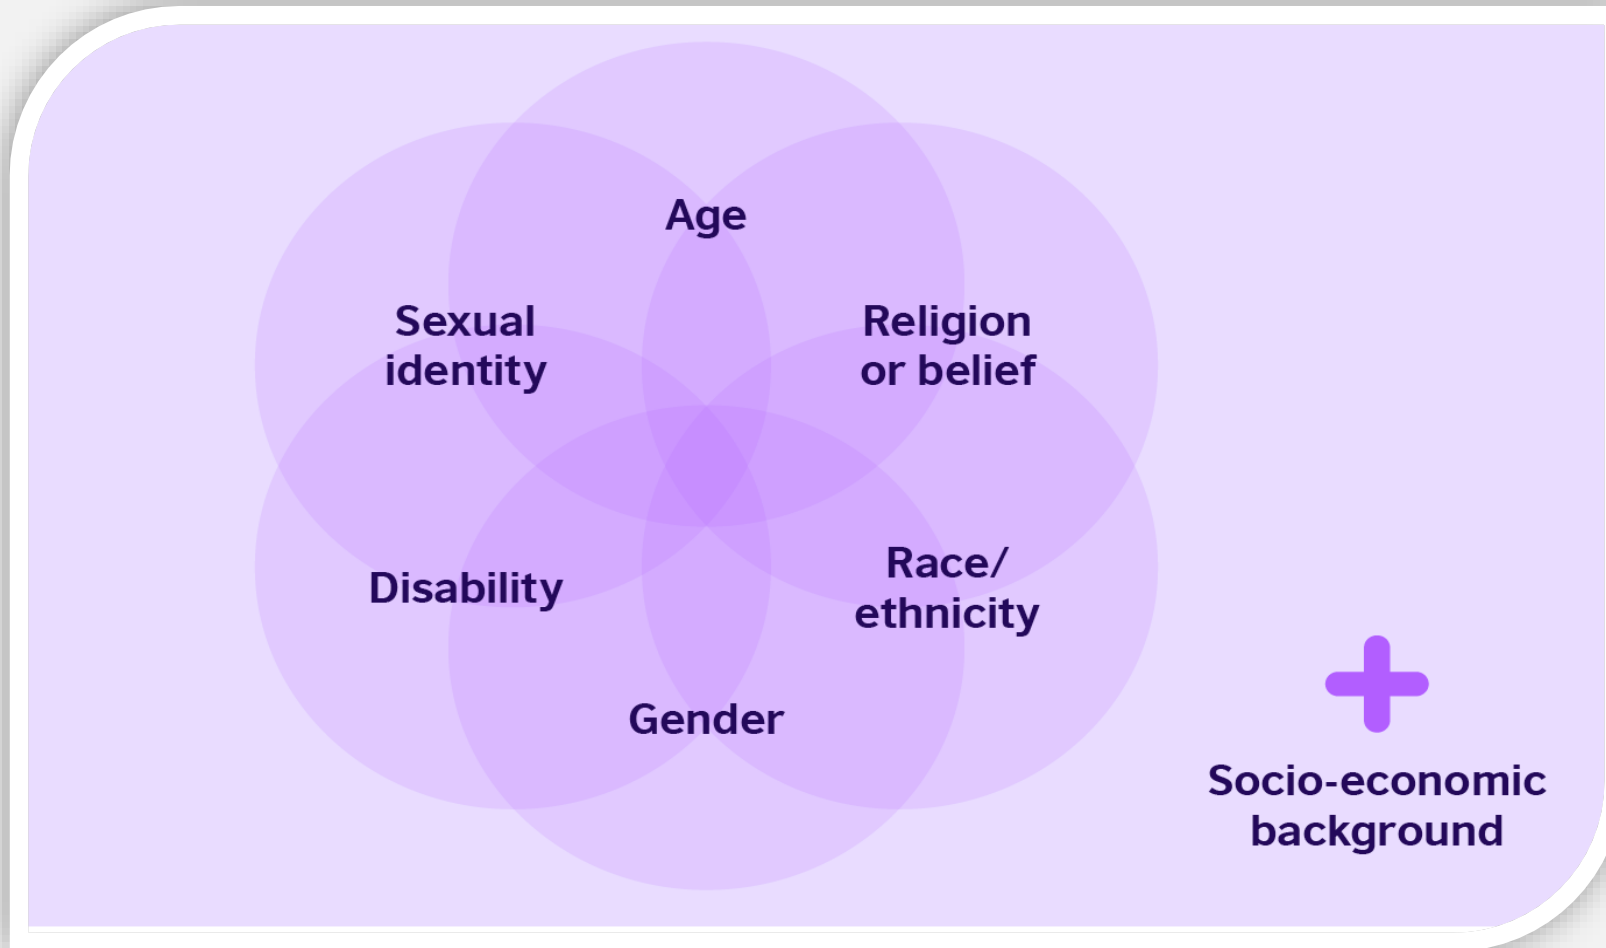 Age
Sexual
identity
Religion
or belief
Disability
Race/
ethnicity
Gender
Socio-economic
background